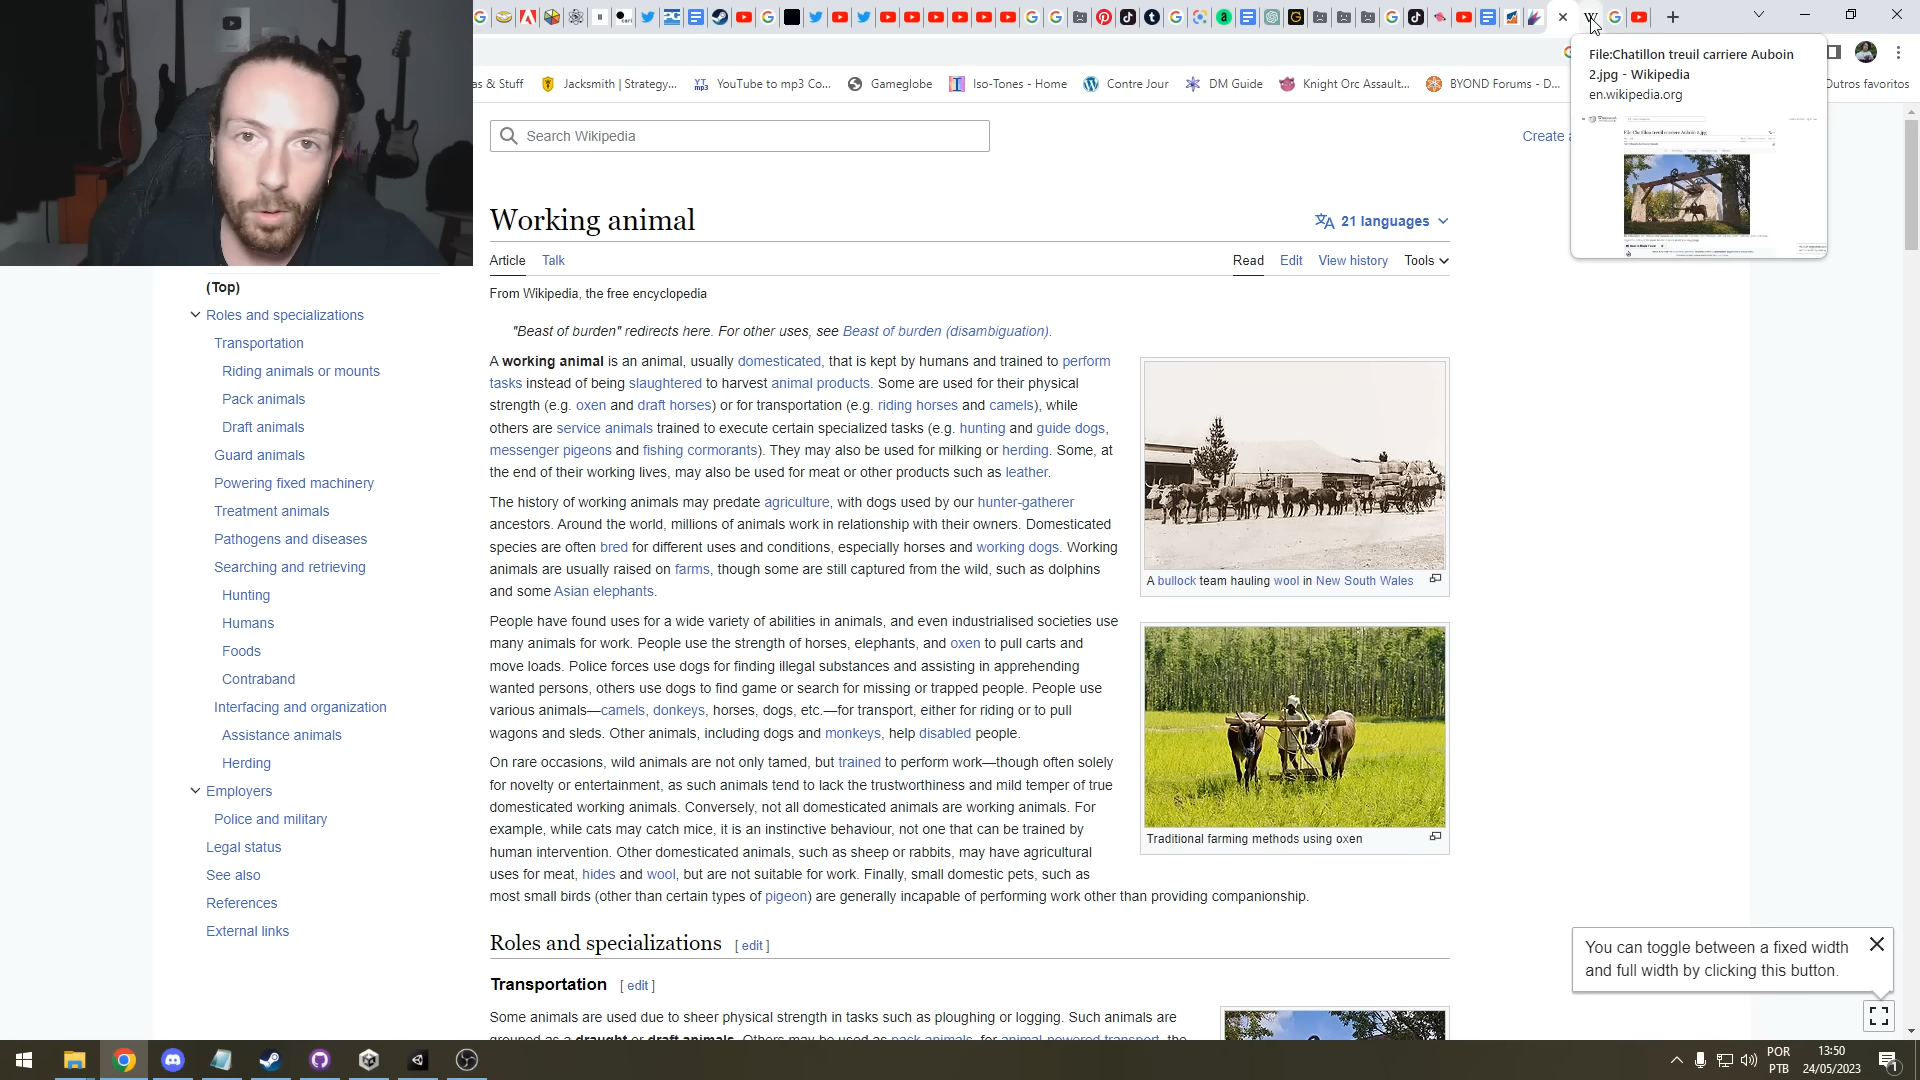 File:Chatillon treuil carriere Auboin
2.jpg - Wikipedia
en.wikipedia.org
as & Stuff
Jacksmith | Strategy...
YouTube to mp3 Co...
Geoglobe
Iso-Tones - Home
Contre Jour
DM Guide
Knight Orc Assault...
BYOND Forums - D...
Outros favoritos
Search Wikipedia
Create a
Working animal
21 languages
Article
Talk
Read
Edit
View history
Tools
From Wikipedia, the free encyclopedia
"Beast of burden" redirects here. For other uses, see Beast of burden (disambiguation).
(Top)
Roles and specializations
Transportation
Riding animals or mounts
Pack animals
Draft animals
Guard animals
Powering fixed machinery
Treatment animals
Pathogens and diseases
Searching and retrieving
Hunting
Humans
Foods
Contraband
Interfacing and organization
Assistance animals
Herding
Employers
Police and military
Legal status
See also
References
External links
A working animal is an animal, usually domesticated, that is kept by humans and trained to perform
tasks instead of being slaughtered to harvest animal products. Some are used for their physical
strength (e.g. oxen and draft horses) or for transportation (e.g. riding horses and camels), while
others are service animals trained to execute certain specialized tasks (e.g. hunting and guide dogs,
messenger pigeons and fishing cormorants). They may also be used for milking or herding. Some, at
the end of their working lives, may also be used for meat or other products such as leather.
The history of working animals may predate agriculture, with dogs used by our hunter-gatherer
ancestors. Around the world, millions of animals work in relationship with their owners. Domesticated
species are often bred for different uses and conditions, especially horses and working dogs. Working
animals are usually raised on farms, though some are still captured from the wild, such as dolphins
and some Asian elephants.
People have found uses for a wide variety of abilities in animals, and even industrialised societies use
many animals for work. People use the strength of horses, elephants, and oxen to pull carts and
move loads. Police forces use dogs for finding illegal substances and assisting in apprehending
wanted persons, others use dogs to find game or search for missing or trapped people. People use
various animals—camels, donkeys, horses, dogs, etc.—for transport, either for riding or to pull
wagons and sleds. Other animals, including dogs and monkeys, help disabled people.
On rare occasions, wild animals are not only tamed, but trained to perform work—though often solely
for novelty or entertainment, as such animals tend to lack the trustworthiness and mild temper of true
domesticated working animals. Conversely, not all domesticated animals are working animals. For
example, while cats may catch mice, it is an instinctive behaviour, not one that can be trained by
human intervention. Other domesticated animals, such as sheep or rabbits, may have agricultural
uses for meat, hides and wool, but are not suitable for work. Finally, small domestic pets, such as
most small birds (other than certain types of pigeon) are generally incapable of performing work other than providing companionship.
A bullock team hauling wool in New South Wales
Traditional farming methods using oxen
Roles and specializations [ edit ]
Transportation [ edit ]
Some animals are used due to sheer physical strength in tasks such as ploughing or logging. Such animals are
grouped as a draught or draft animals. Others may be used as pack animals, for animal-powered transport, the
You can toggle between a fixed width
and full width by clicking this button.
POR
PTB
13:50
24/05/2023